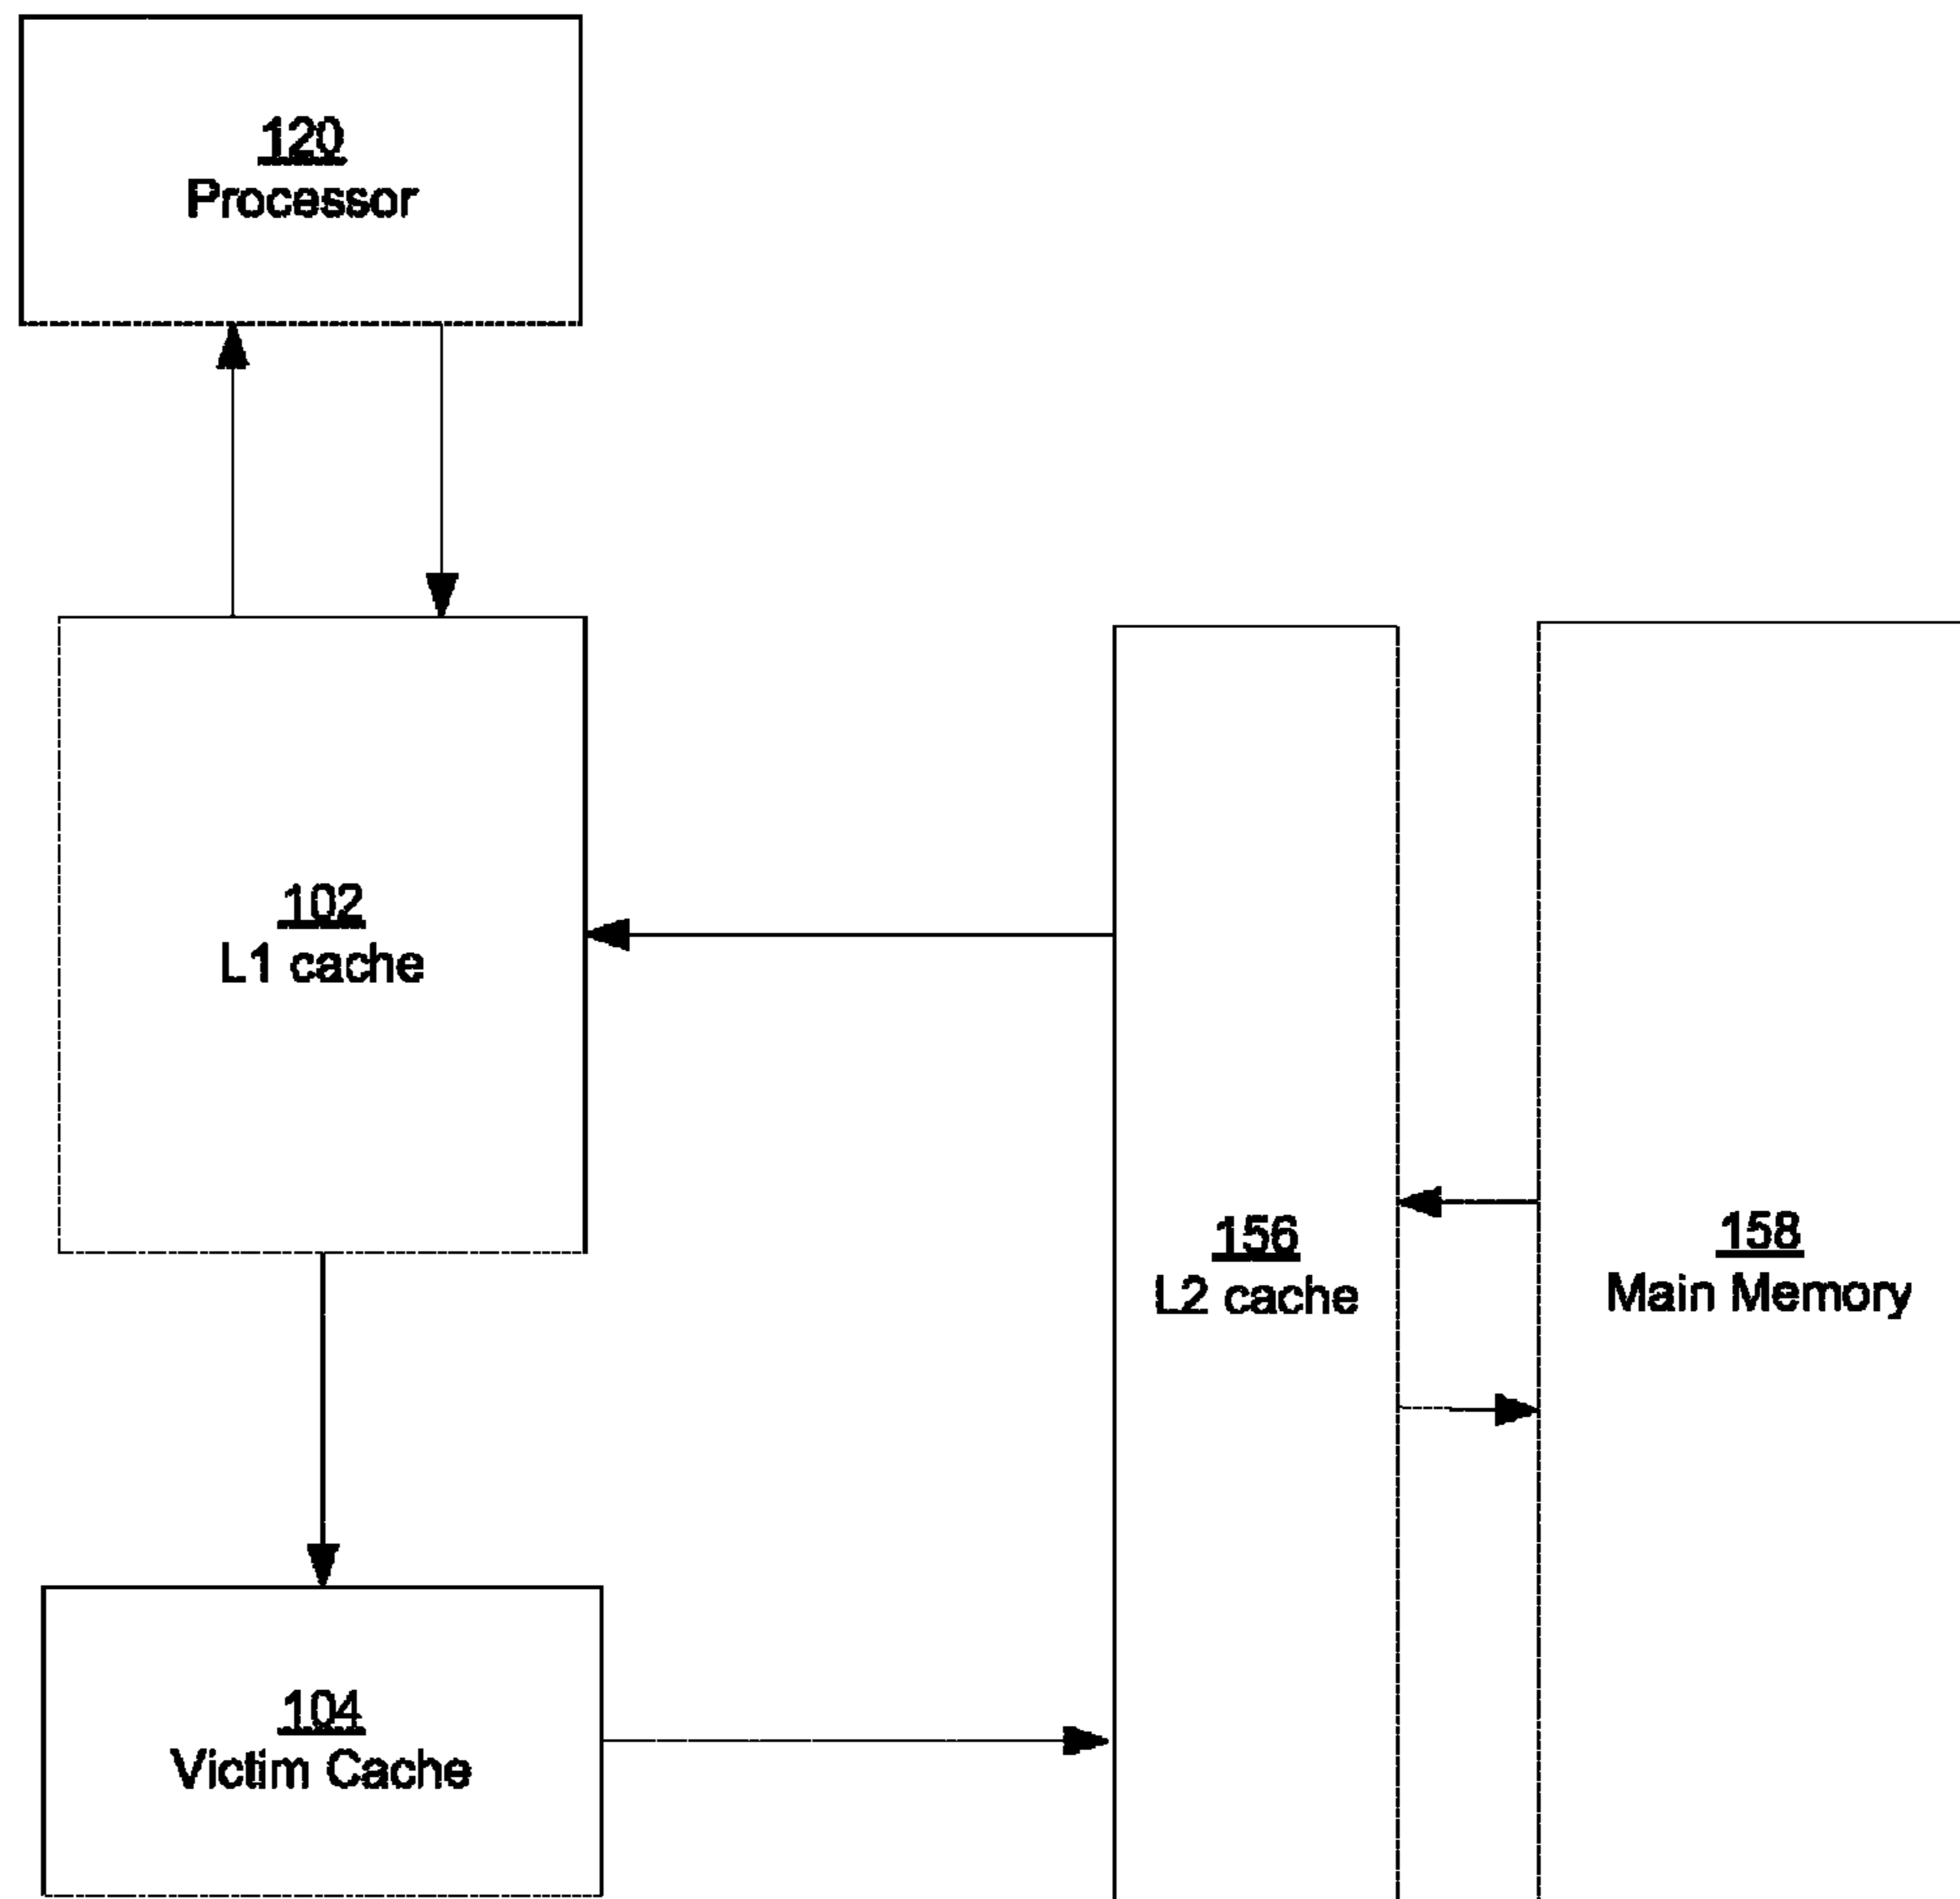 120
Processor
102
L1 cache
156
L2 cache
158
Main Memory
104
Victim Cache